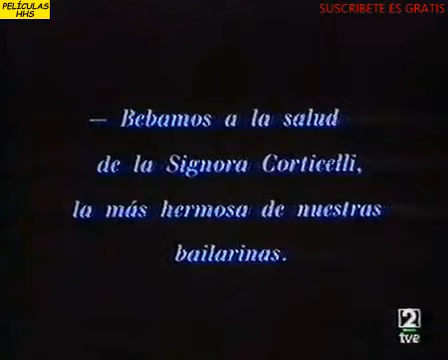 PELÍCULAS
HHS
SUSCRIBETE ES GRATIS
— Bebamos a la salud
de la Signora Corticelli,
la más hermosa de nuestras
bailarinas.
2
tve